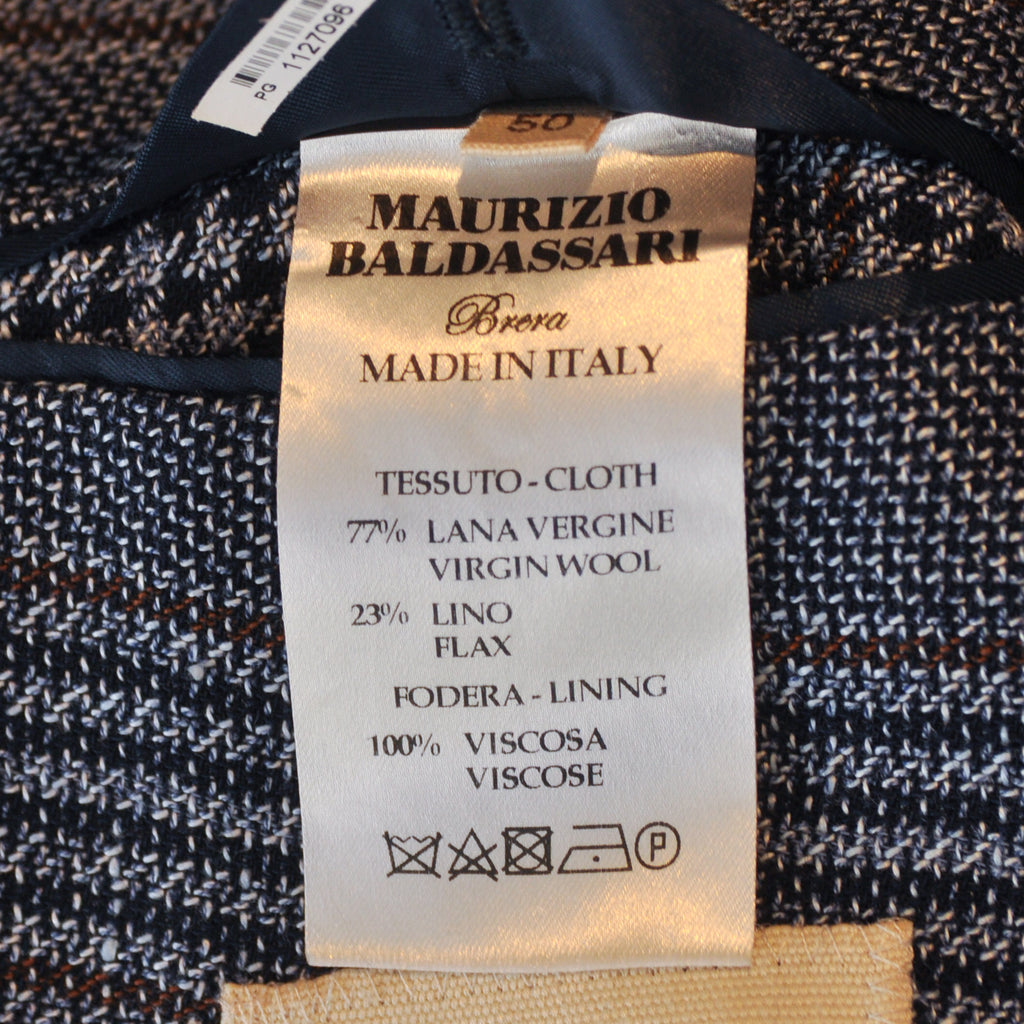 PG 1127096
50
MAURIZIO
BALDASSARI
Brera
MADE IN ITALY
TESSUTO - CLOTH
77% LANA VERGINE
VIRGIN WOOL
23% LINO
FLAX
FODERA - LINING
100% VISCOSA
VISCOSE
P